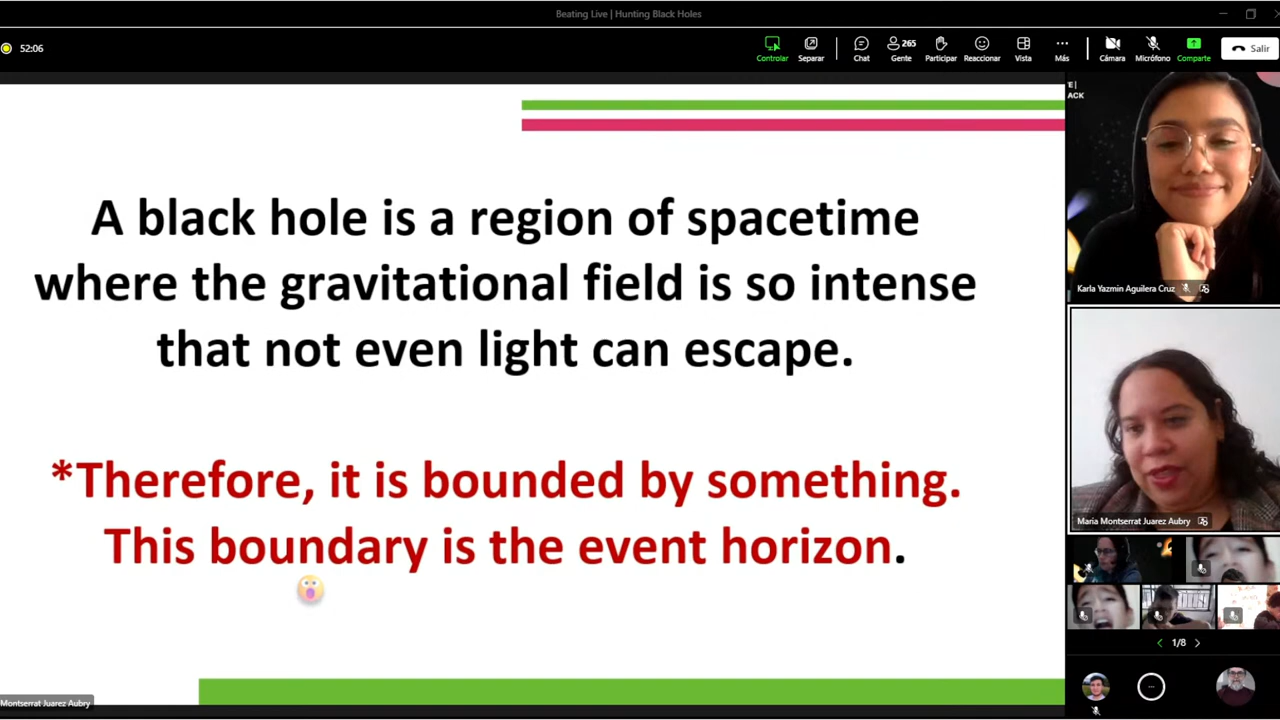 Beating Live | Hunting Black Holes
52:06
Controlar
Separar
Chat
265
Gente
Participar
Reaccionar
Vista
Más
Cámara
Micrófono
Comparte
Salir
E |
ACK
A black hole is a region of spacetime
where the gravitational field is so intense
that not even light can escape.
*Therefore, it is bounded by something.
This boundary is the event horizon.
Karla Yazmin Aguilera Cruz
Maria Montserrat Juarez Aubry
1/8
Montserrat Juarez Aubry